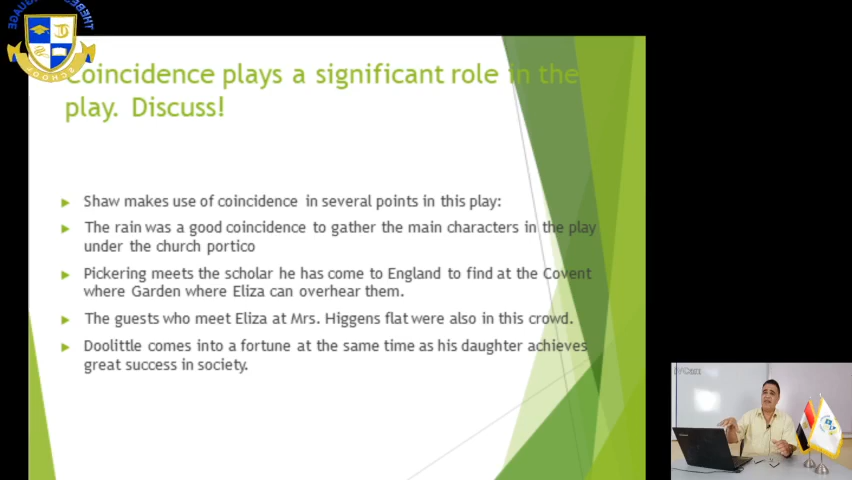 THEBES LANGUAGE
SCHOOL
Coincidence plays a significant role in the
play. Discuss!
Shaw makes use of coincidence in several points in this play:
The rain was a good coincidence to gather the main characters in the play
under the church portico
Pickering meets the scholar he has come to England to find at the Covent
where Garden where Eliza can overhear them.
The guests who meet Eliza at Mrs. Higgens flat were also in this crowd.
Doolittle comes into a fortune at the same time as his daughter achieves
great success in society.